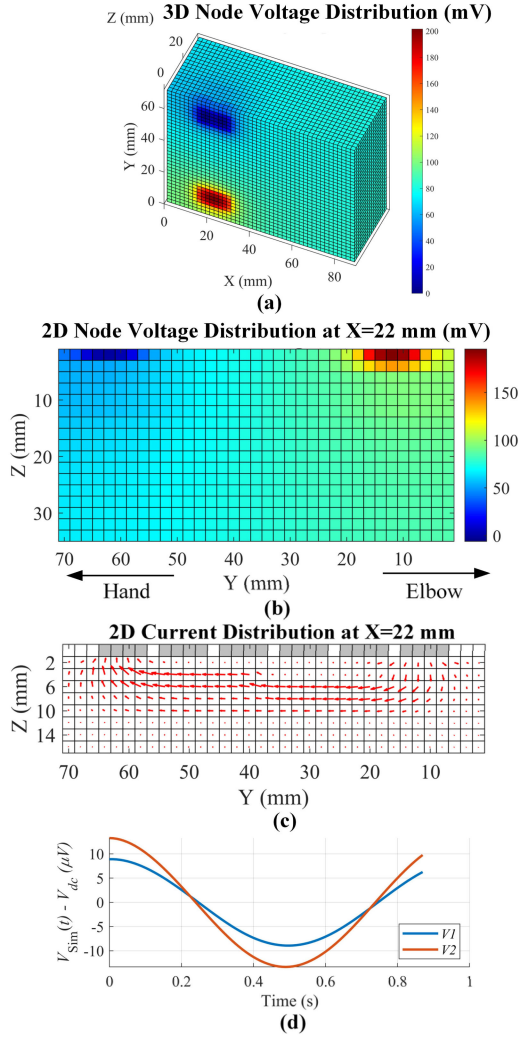 3D Node Voltage Distribution (mV)
Z (mm)
20
0
60
40
20
0
Y (mm)
0
20
40
60
80
X (mm)
200
180
160
140
120
100
80
60
40
20
0
(a)
2D Node Voltage Distribution at X=22 mm (mV)
10
20
30
Z (mm)
70 60 50 40 30 20 10
150
100
50
0
Hand
Y (mm)
Elbow
(b)
2D Current Distribution at X=22 mm
2
6
10
14
Z (mm)
70 60 50 40 30 20 10
Y (mm)
(c)
10
5
0
-5
-10
V_Sim(t) - V_dc (μV)
V1
V2
0 0.2 0.4 0.6 0.8 1
Time (s)
(d)